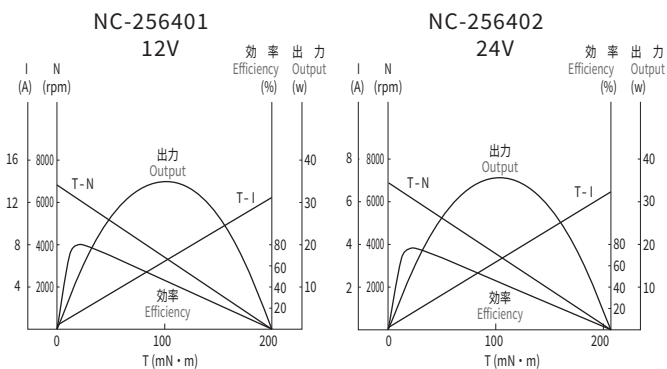 NC-256401
12V
I N
(A) (rpm)
効 率 出 力
Efficiency Output
(%) (w)
16 8000
12 6000
8 4000
4 2000
出力
Output
T-N
T-I
効率
Efficiency
40
30
80 20
60
40 10
20
0 100 200
T (mN・m)
NC-256402
24V
I N
(A) (rpm)
効 率 出 力
Efficiency Output
(%) (w)
8 8000
6 6000
4 4000
2 2000
出力
Output
T-N
T-I
効率
Efficiency
40
30
80 20
60
40 10
20
0 100 200
T (mN・m)